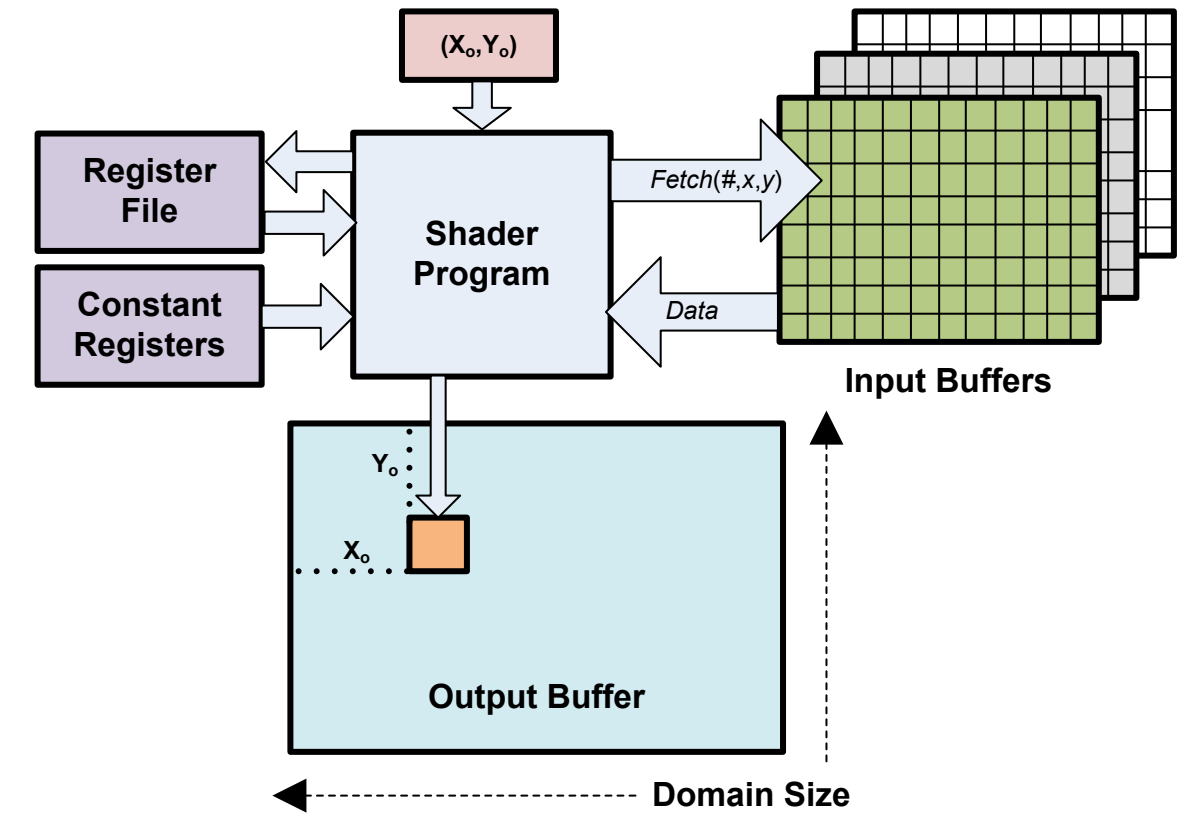 (Xₒ,Yₒ)
Register
File
Shader
Program
Fetch(#,x,y)
Constant
Registers
Data
Input Buffers
Yₒ
Xₒ
Output Buffer
Domain Size